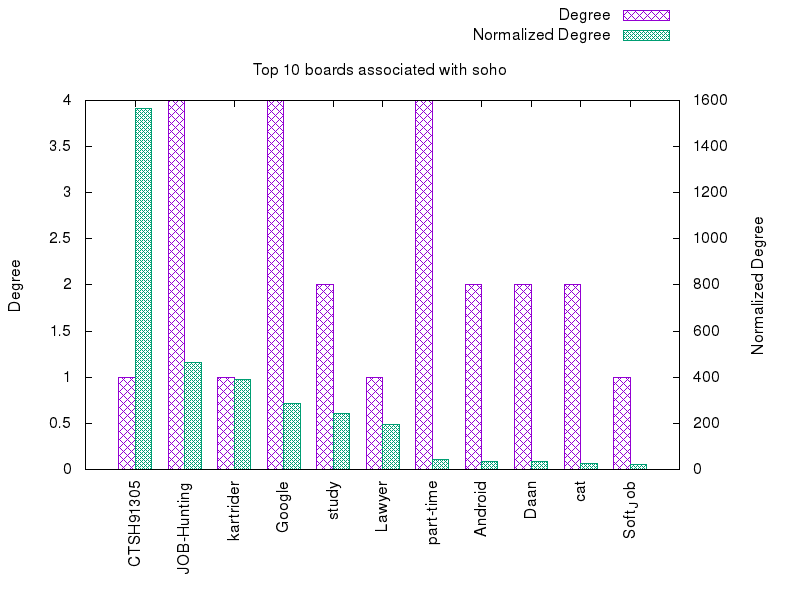 Degree
Normalized Degree
Top 10 boards associated with soho
4
3.5
3
2.5
2
1.5
1
0.5
0
1600
1400
1200
1000
800
600
400
200
0
Degree
Normalized Degree
CTSH91305
JOB-Hunting
kartrider
Google
study
Lawyer
part-time
Android
Daan
cat
SoftJob